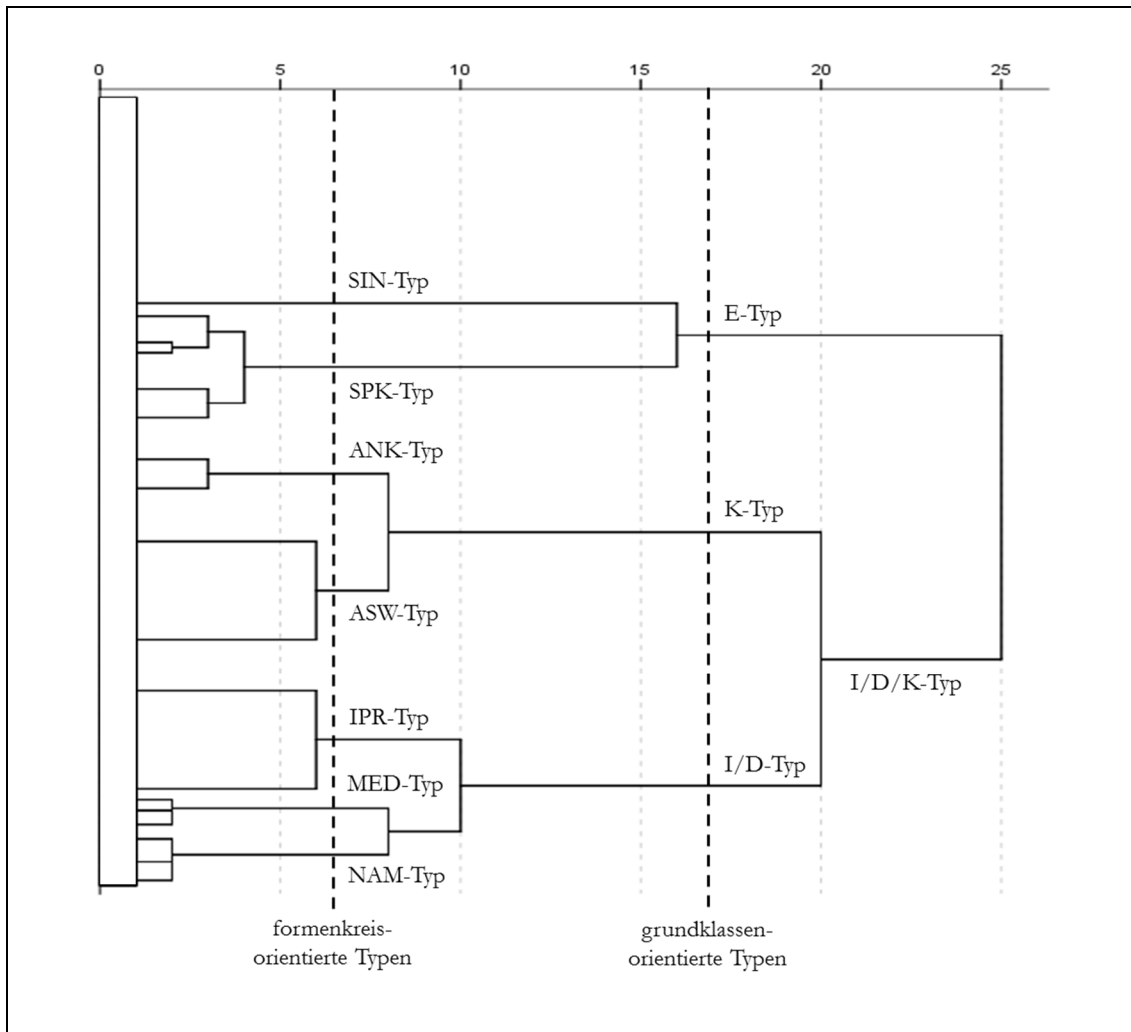 0 5 10 15 20 25
SIN-Typ
E-Typ
SPK-Typ
ANK-Typ
K-Typ
ASW-Typ
I/D/K-Typ
IPR-Typ
I/D-Typ
MED-Typ
NAM-Typ
formenkreis-
orientierte Typen
grundklassen-
orientierte Typen